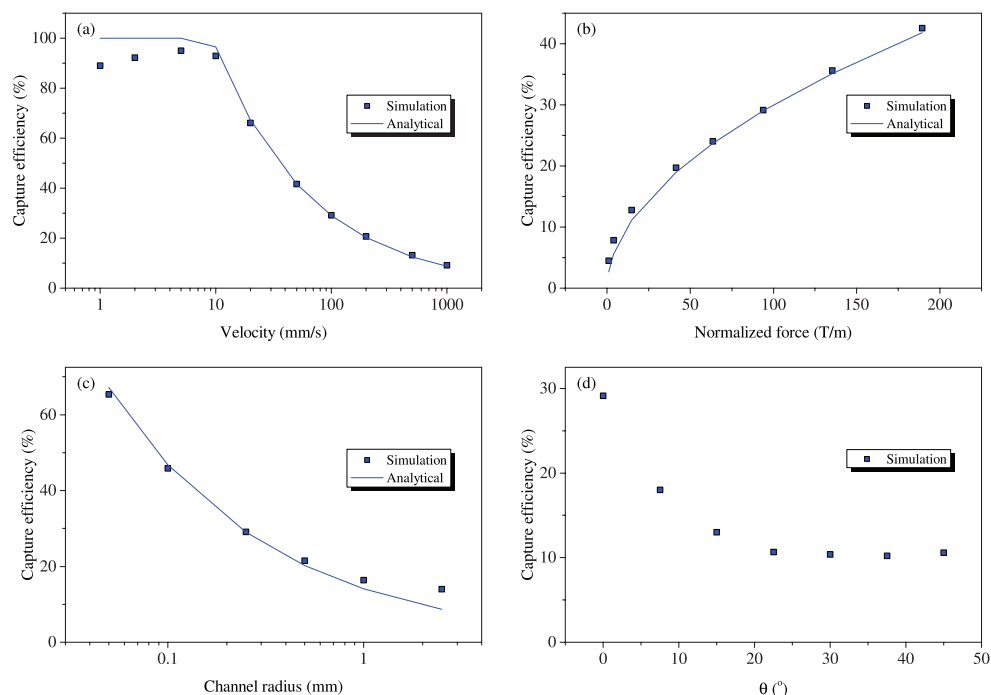 (a)
Capture efficiency (%)
100
80
60
40
20
0
Simulation
Analytical
1
10
100
1000
Velocity (mm/s)
(b)
Capture efficiency (%)
40
30
20
10
0
Simulation
Analytical
0
50
100
150
200
Normalized force (T/m)
(c)
Capture efficiency (%)
60
40
20
0
Simulation
Analytical
0.1
1
Channel radius (mm)
(d)
Capture efficiency (%)
30
20
10
0
Simulation
0
10
20
30
40
50
θ (°)